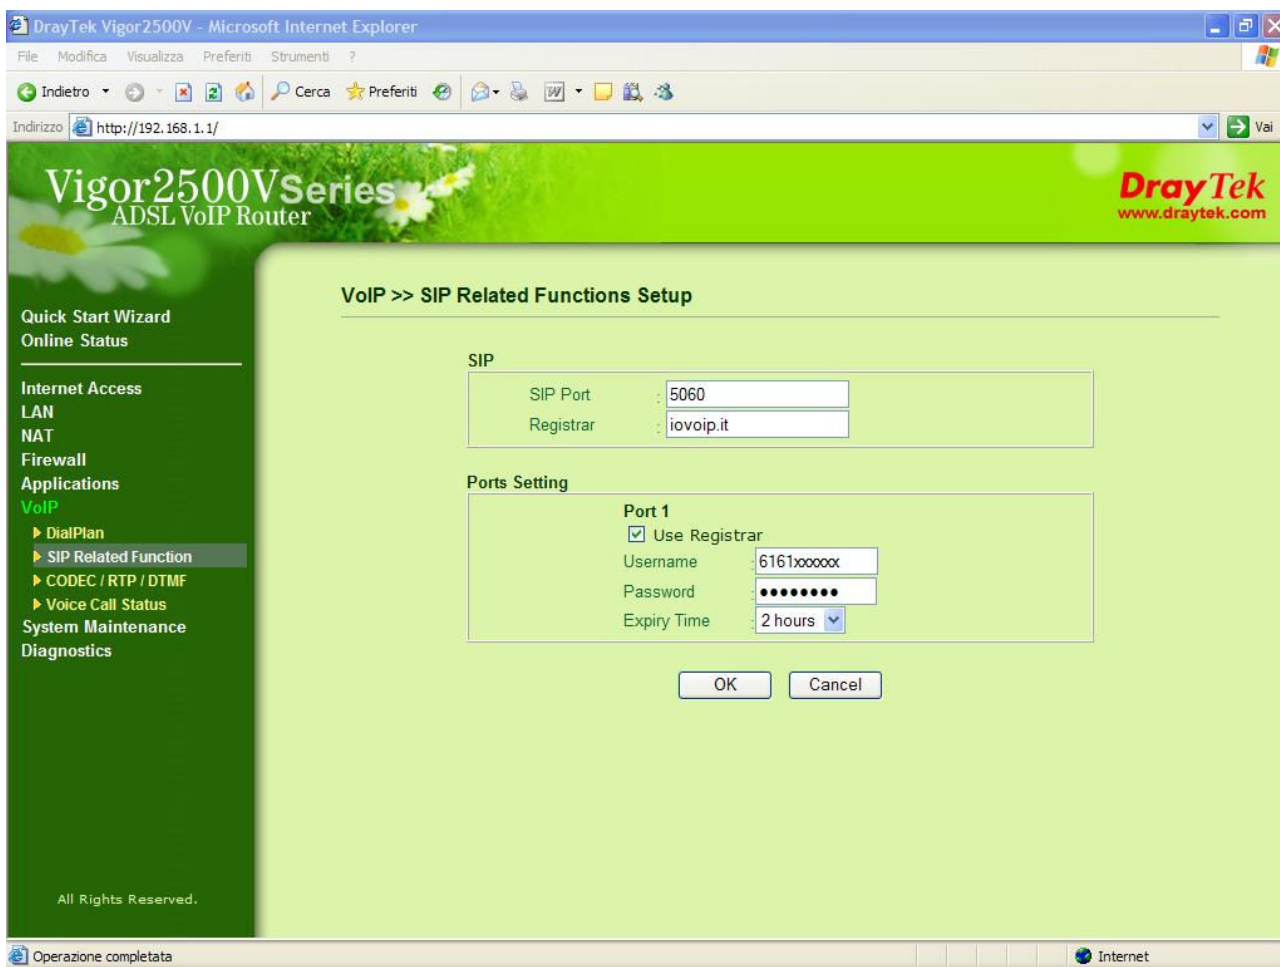 DrayTek Vigor2500V - Microsoft Internet Explorer
File Modifica Visualizza Preferiti Strumenti ?
Indietro Cerca Preferiti
Indirizzo http://192.168.1.1/ Vai
Vigor2500VSeries
ADSL VoIP Router
DrayTek
www.draytek.com
Quick Start Wizard
Online Status
Internet Access
LAN
NAT
Firewall
Applications
VoIP
DialPlan
SIP Related Function
CODEC / RTP / DTMF
Voice Call Status
System Maintenance
Diagnostics
All Rights Reserved.
VoIP >> SIP Related Functions Setup
SIP
SIP Port : 5060
Registrar : iovoip.it
Ports Setting
Port 1
Use Registrar
Username : 6161xxxxxx
Password : ••••••••
Expiry Time : 2 hours
OK Cancel
Operazione completata Internet